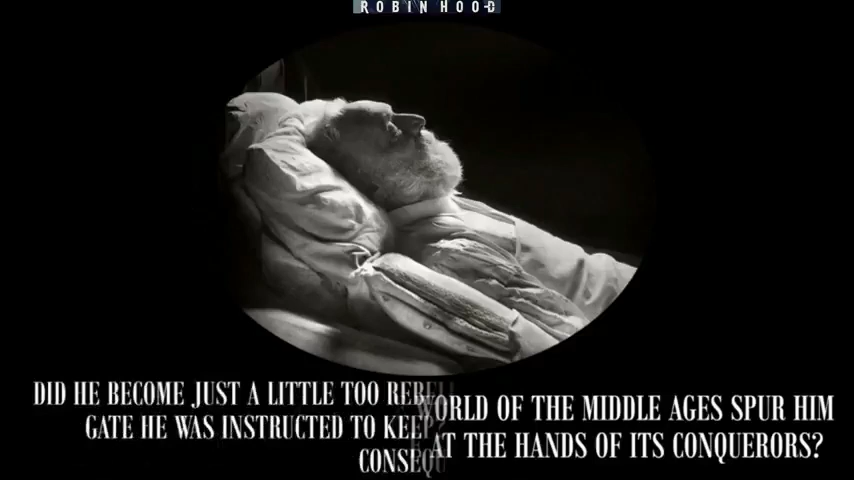 ROBIN HOOD
DID HE BECOME JUST A LITTLE TOO
GATE HE WAS INSTRUCTED TO KEEP?
WORLD OF THE MIDDLE AGES SPUR HIM
AT THE HANDS OF ITS CONQUERORS?